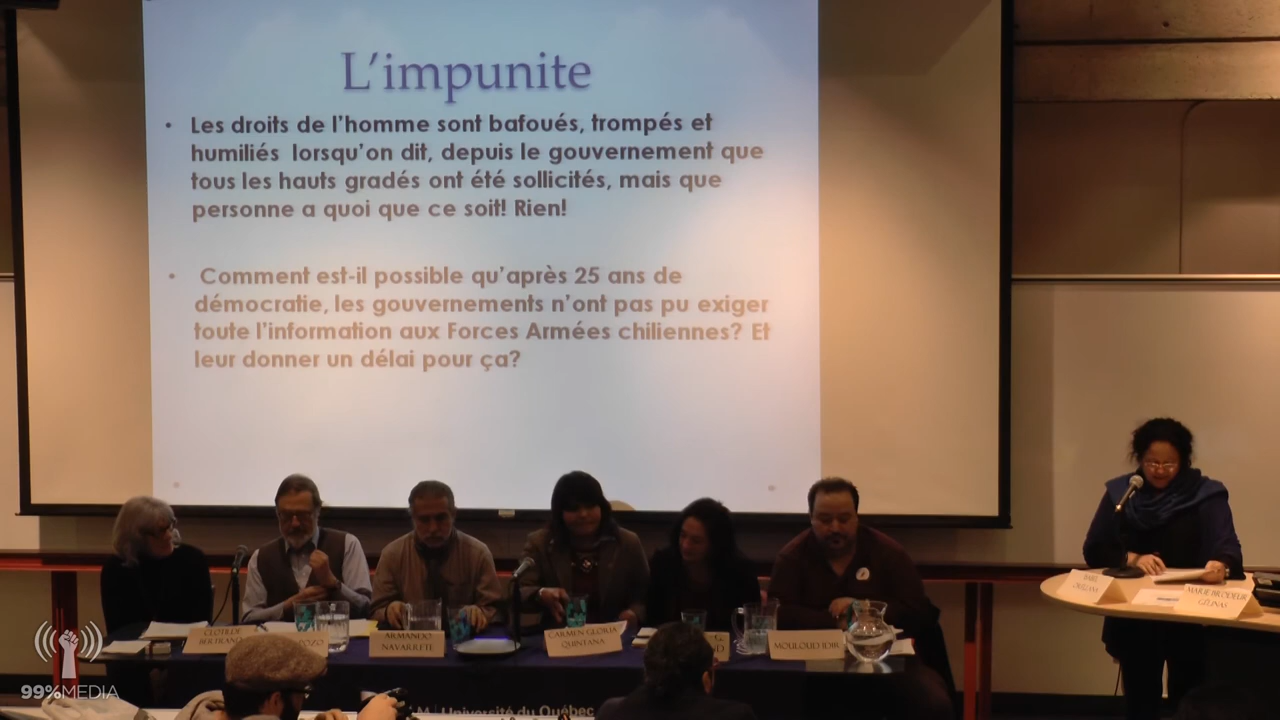 L'impunite
• Les droits de l'homme sont bafoués, trompés et
humiliés lorsqu'on dit, depuis le gouvernement que
tous les hauts gradés ont été sollicités, mais que
personne a quoi que ce soit! Rien!
• Comment est-il possible qu'après 25 ans de
démocratie, les gouvernements n'ont pas pu exiger
toute l'information aux Forces Armées chiliennes? Et
leur donner un délai pour ça?
CLOTILDE
BERTRAND
POZO
ARMANDO
NAVARRETE
CARMEN GLORIA
QUINTANA
G.
ND
MOULOUD IDIR
MARIE BRODEUR
GÉLINAS
Université du Québec
99%MEDIA